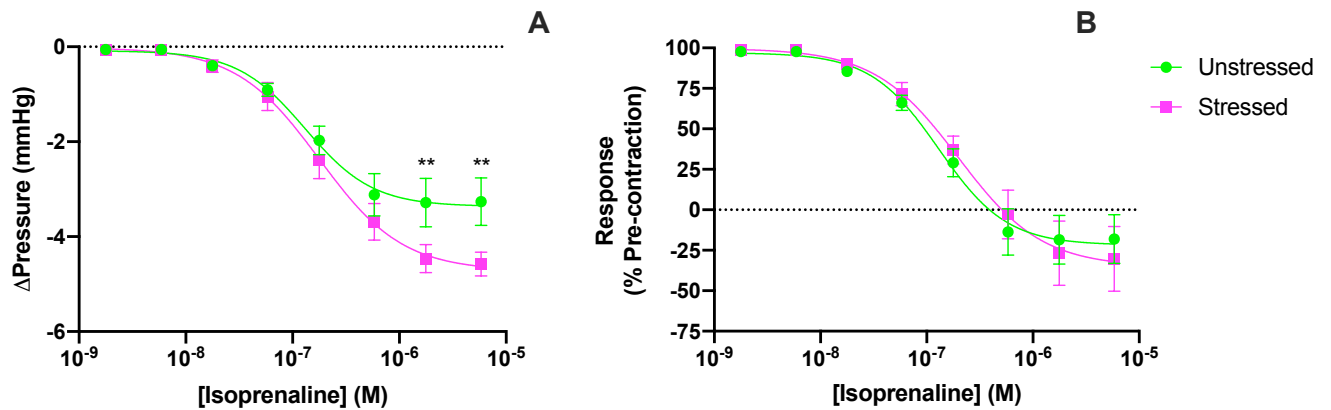 A
0
-2
-4
-6
ΔPressure (mmHg)
**
**
10⁻⁹
10⁻⁸
10⁻⁷
10⁻⁶
10⁻⁵
[Isoprenaline] (M)
B
100
75
50
25
0
-25
-50
-75
Response
(% Pre-contraction)
10⁻⁹
10⁻⁸
10⁻⁷
10⁻⁶
10⁻⁵
[Isoprenaline] (M)
Unstressed
Stressed